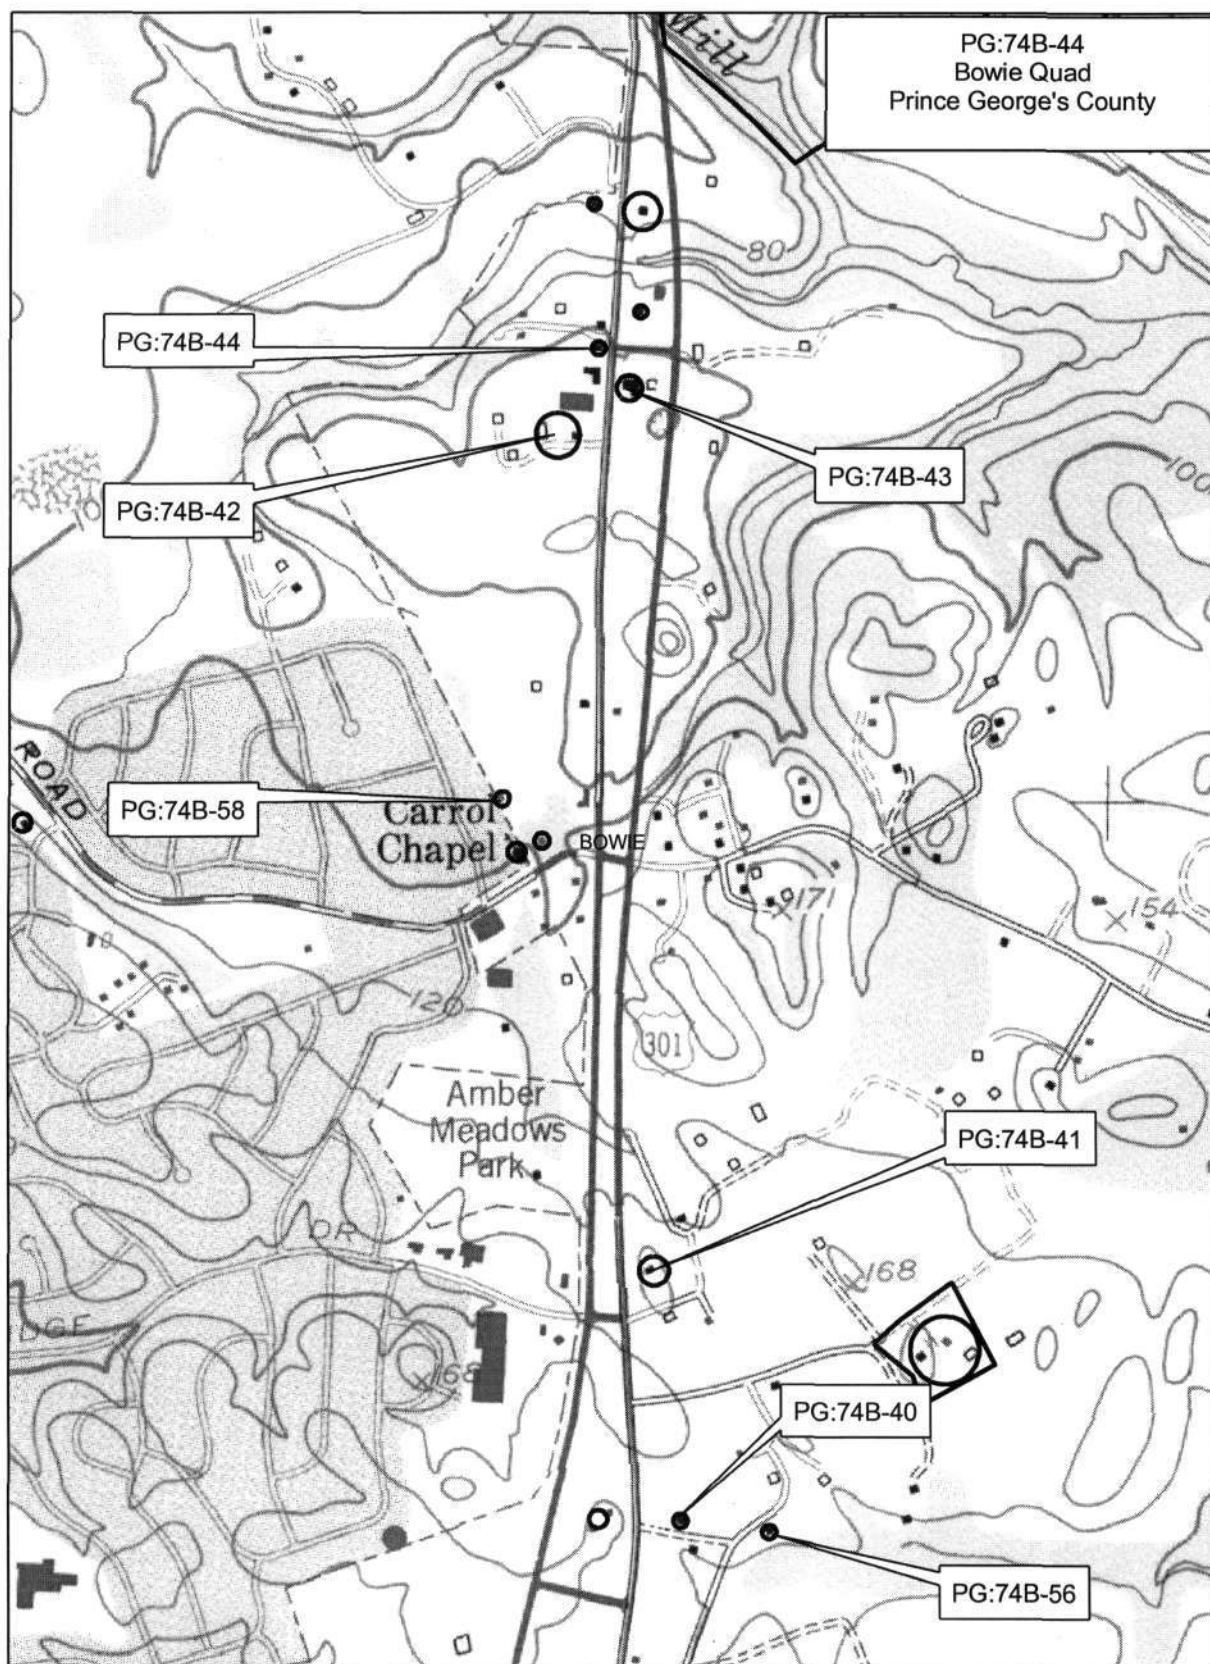 Mill
PG:74B-44
Bowie Quad
Prince George's County
80
PG:74B-44
PG:74B-43
100
PG:74B-42
ROAD
PG:74B-58
Carrol
Chapel
BOWIE
171
154
120
301
Amber
Meadows
Park
PG:74B-41
DR
168
168
PG:74B-40
PG:74B-56